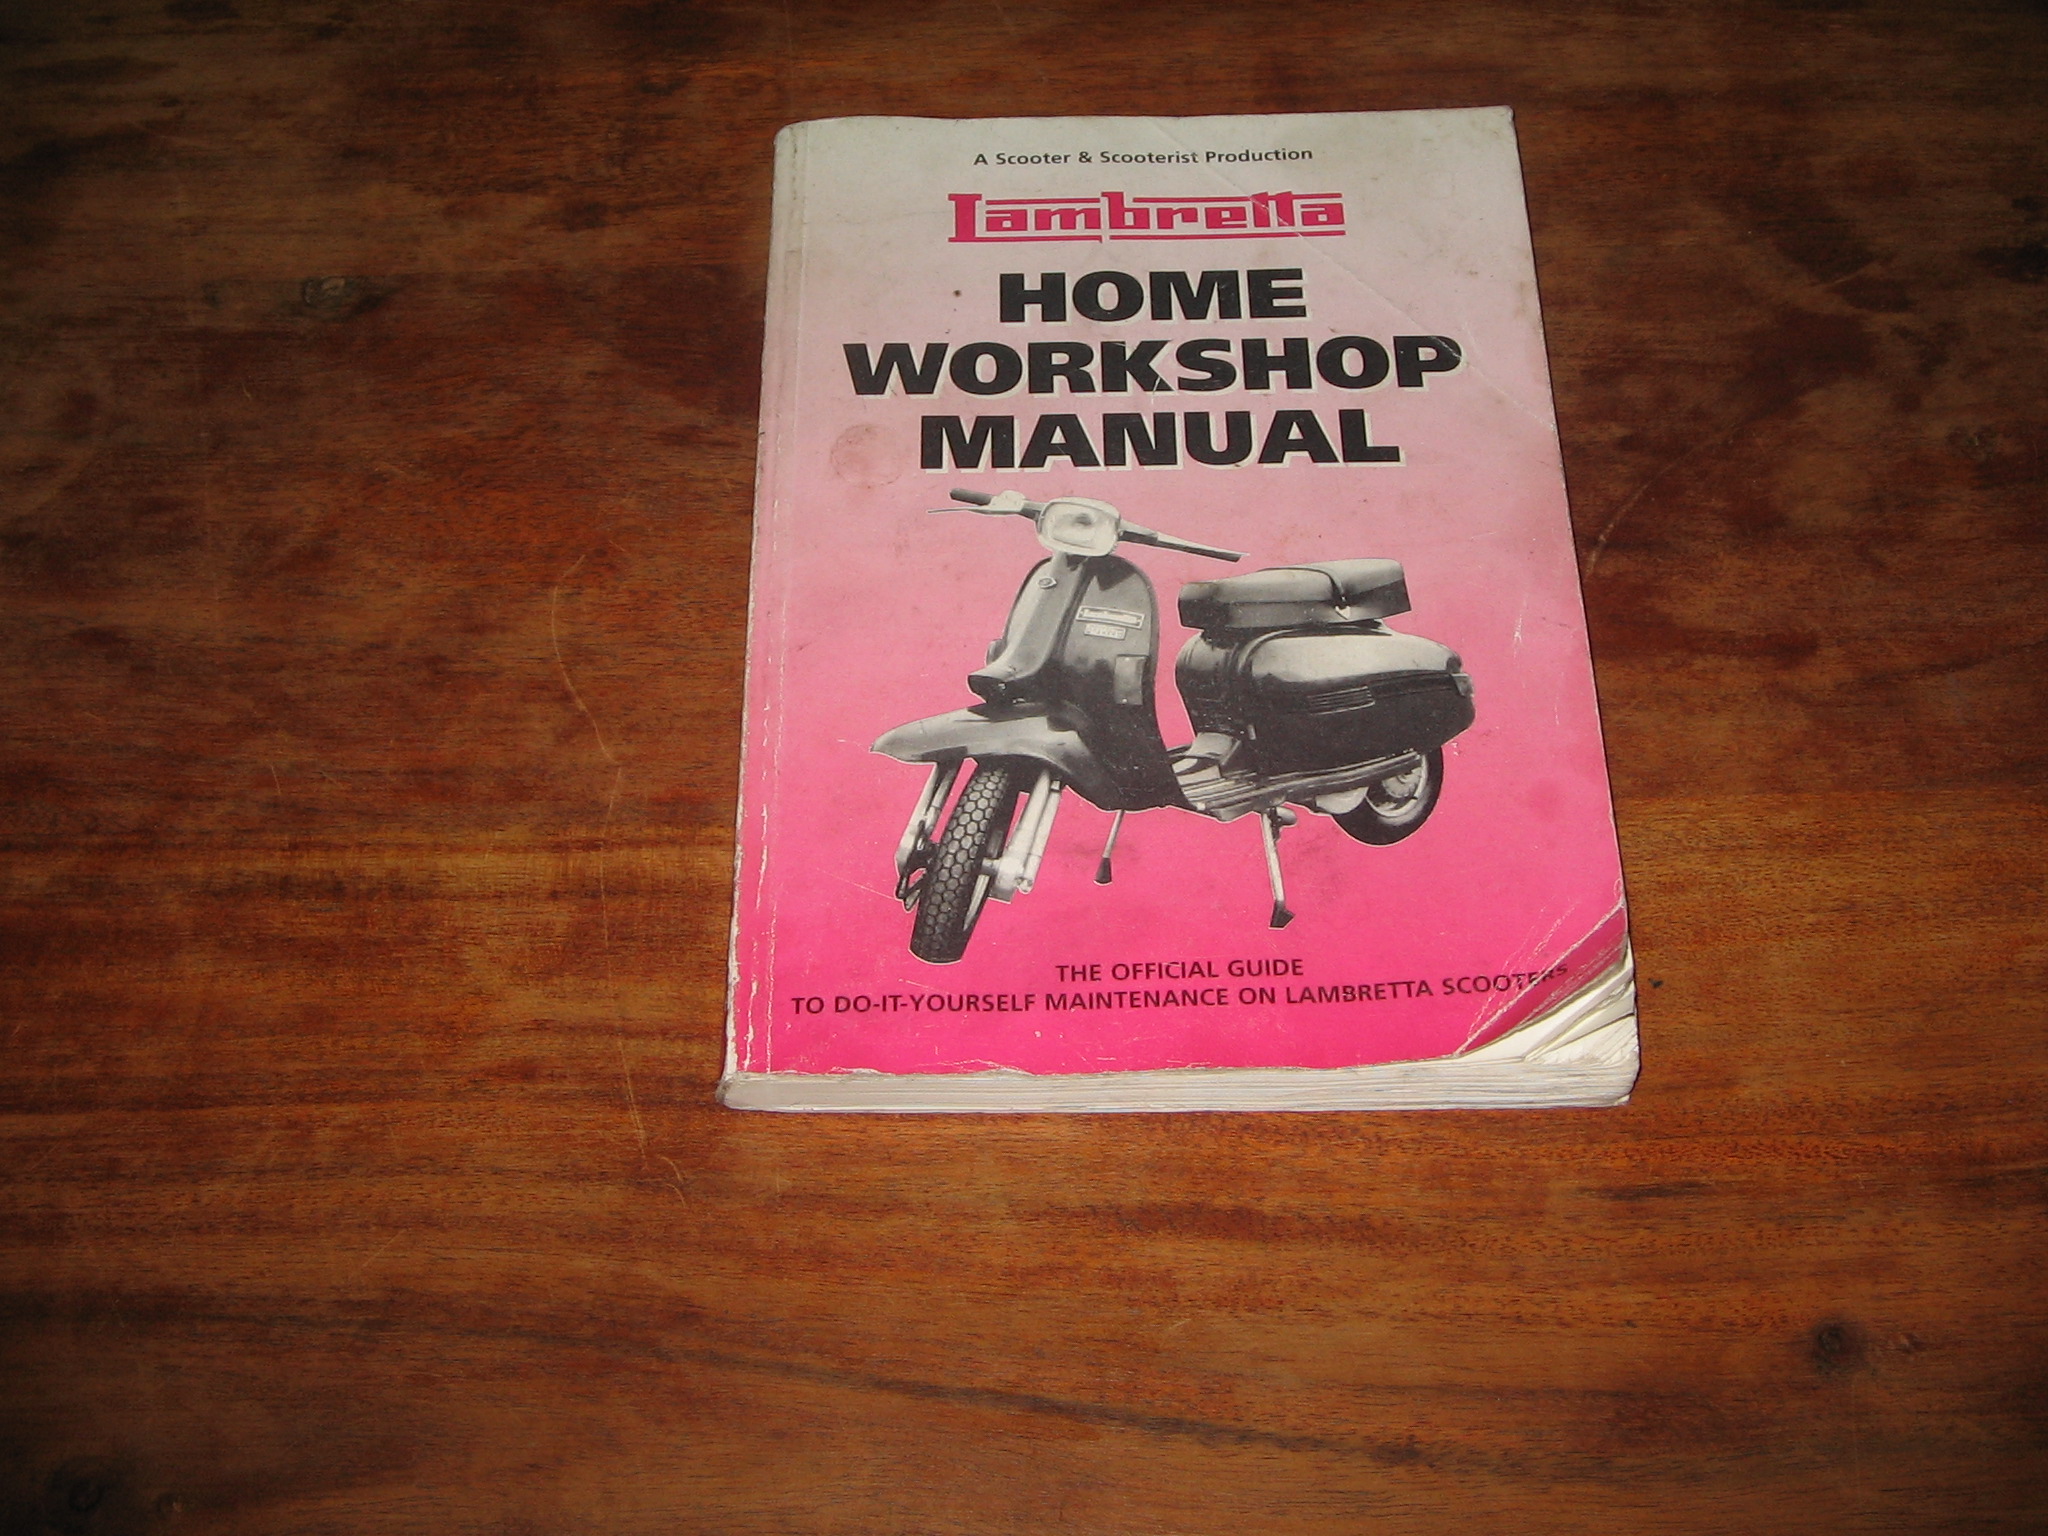 A Scooter & Scooterist Production
Lambretta
HOME
WORKSHOP
MANUAL
THE OFFICIAL GUIDE
TO DO-IT-YOURSELF MAINTENANCE ON LAMBRETTA SCOOTERS